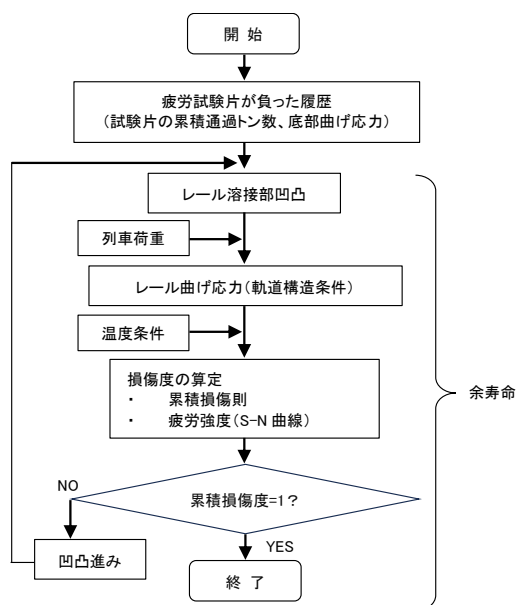 開 始
疲労試験片が負った履歴
（試験片の累積通過トン数、底部曲げ応力）
レール溶接部凹凸
列車荷重
レール曲げ応力（軌道構造条件）
温度条件
損傷度の算定
・ 累積損傷則
・ 疲労強度（S-N 曲線）
余寿命
NO
累積損傷度=1？
凹凸進み
YES
終 了